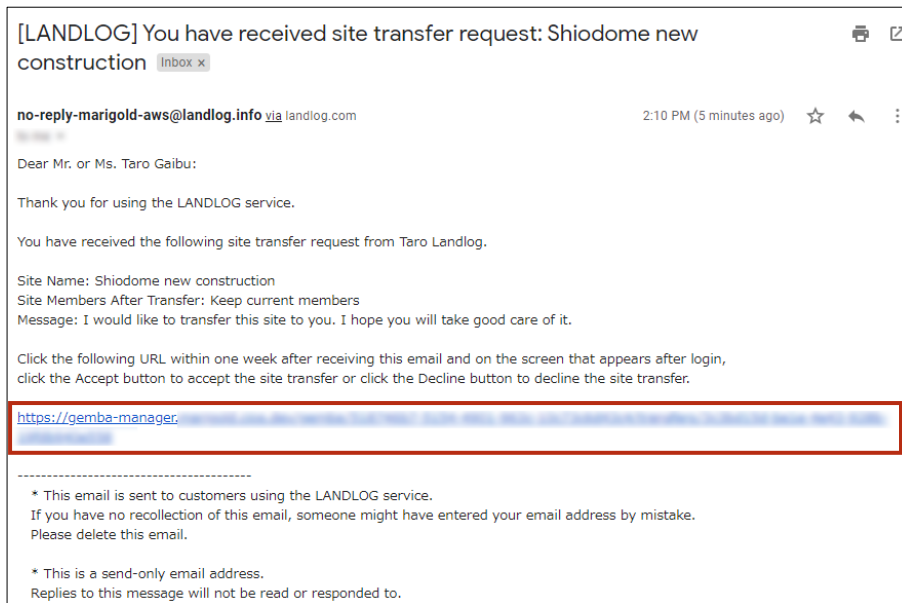 [LANDLOG] You have received site transfer request: Shiodome new
construction Inbox ×
no-reply-marigold-aws@landlog.info via landlog.com 2:10 PM (5 minutes ago)
Dear Mr. or Ms. Taro Gaibu:
Thank you for using the LANDLOG service.
You have received the following site transfer request from Taro Landlog.
Site Name: Shiodome new construction
Site Members After Transfer: Keep current members
Message: I would like to transfer this site to you. I hope you will take good care of it.
Click the following URL within one week after receiving this email and on the screen that appears after login,
click the Accept button to accept the site transfer or click the Decline button to decline the site transfer.
https://gemba-manager.
--------------------------------------
* This email is sent to customers using the LANDLOG service.
If you have no recollection of this email, someone might have entered your email address by mistake.
Please delete this email.
* This is a send-only email address.
Replies to this message will not be read or responded to.